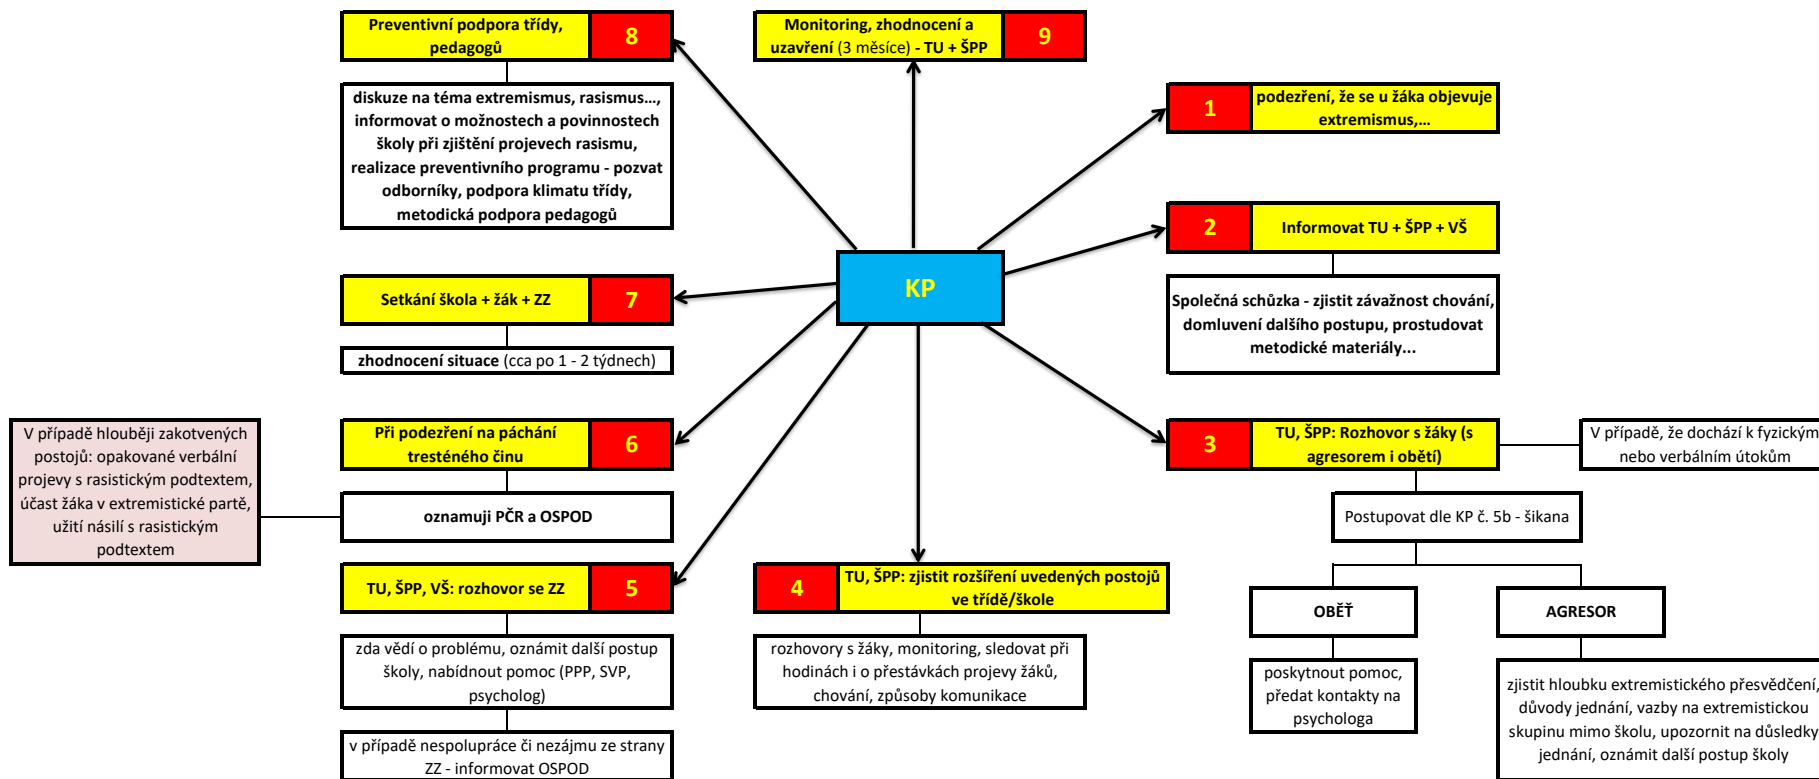 Preventivní podpora třídy,
pedagogů
8
diskuze na téma extremismus, rasismus...,
informovat o možnostech a povinnostech
školy při zjištění projevech rasismu,
realizace preventivního programu - pozvat
odborníky, podpora klimatu třídy,
metodická podpora pedagogů
Monitoring, zhodnocení a
uzavření (3 měsíce) - TU + ŠPP
9
1
podezření, že se u žáka objevuje
extremismus,...
2
Informovat TU + ŠPP + VŠ
Společná schůzka - zjistit závažnost chování,
domluvení dalšího postupu, prostudovat
metodické materiály...
KP
Setkání škola + žák + ZZ
7
zhodnocení situace (cca po 1 - 2 týdnech)
V případě hlouběji zakotvených
postojů: opakované verbální
projevy s rasistickým podtextem,
účast žáka v extremistické partě,
užití násilí s rasistickým
podtextem
Při podezření na páchání
tresténého činu
6
oznamuji PČR a OSPOD
3
TU, ŠPP: Rozhovor s žáky (s
agresorem i obětí)
V případě, že dochází k fyzickým
nebo verbálním útokům
Postupovat dle KP č. 5b - šikana
OBĚŤ
AGRESOR
poskytnout pomoc,
předat kontakty na
psychologa
zjistit hloubku extremistického přesvědčení,
důvody jednání, vazby na extremistickou
skupinu mimo školu, upozornit na důsledky
jednání, oznámit další postup školy
4
TU, ŠPP: zjistit rozšíření uvedených postojů
ve třídě/škole
rozhovory s žáky, monitoring, sledovat při
hodinách i o přestávkách projevy žáků,
chování, způsoby komunikace
TU, ŠPP, VŠ: rozhovor se ZZ
5
zda vědí o problému, oznámit další postup
školy, nabídnout pomoc (PPP, SVP,
psycholog)
v případě nespolupráce či nezájmu ze strany
ZZ - informovat OSPOD